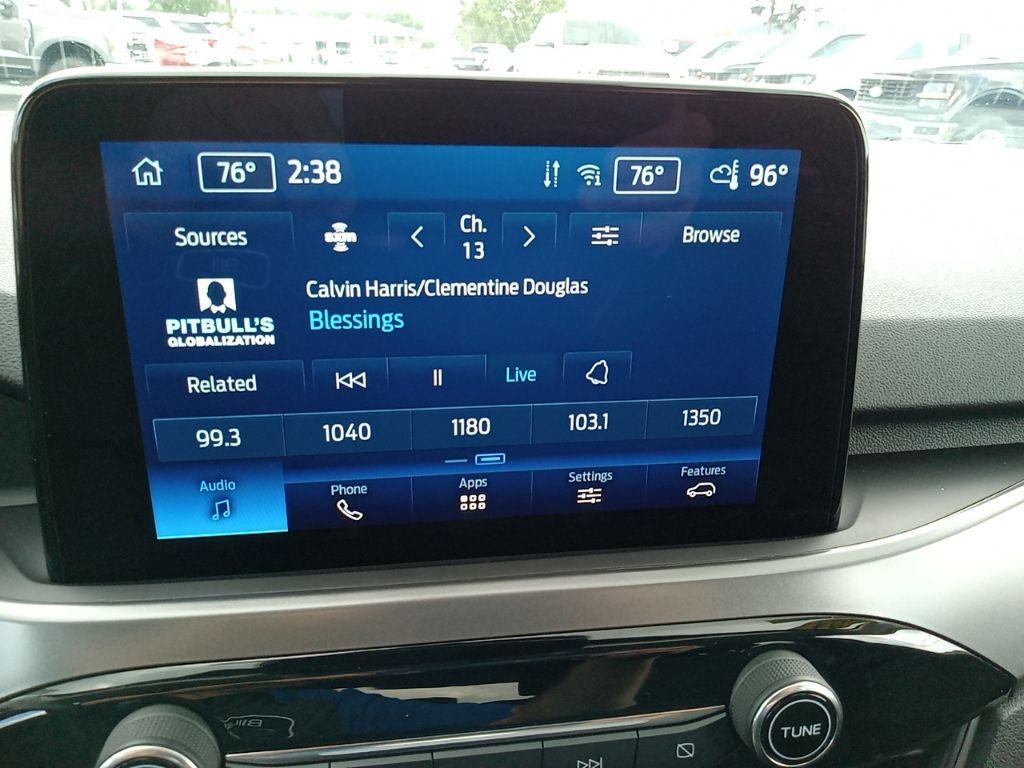 76° 2:38 76° 96°
Sources sxm Ch. 13 Browse
PITBULL'S GLOBALIZATION
Calvin Harris/Clementine Douglas
Blessings
Related Live
99.3 1040 1180 103.1 1350
Audio Phone Apps Settings Features
TUNE